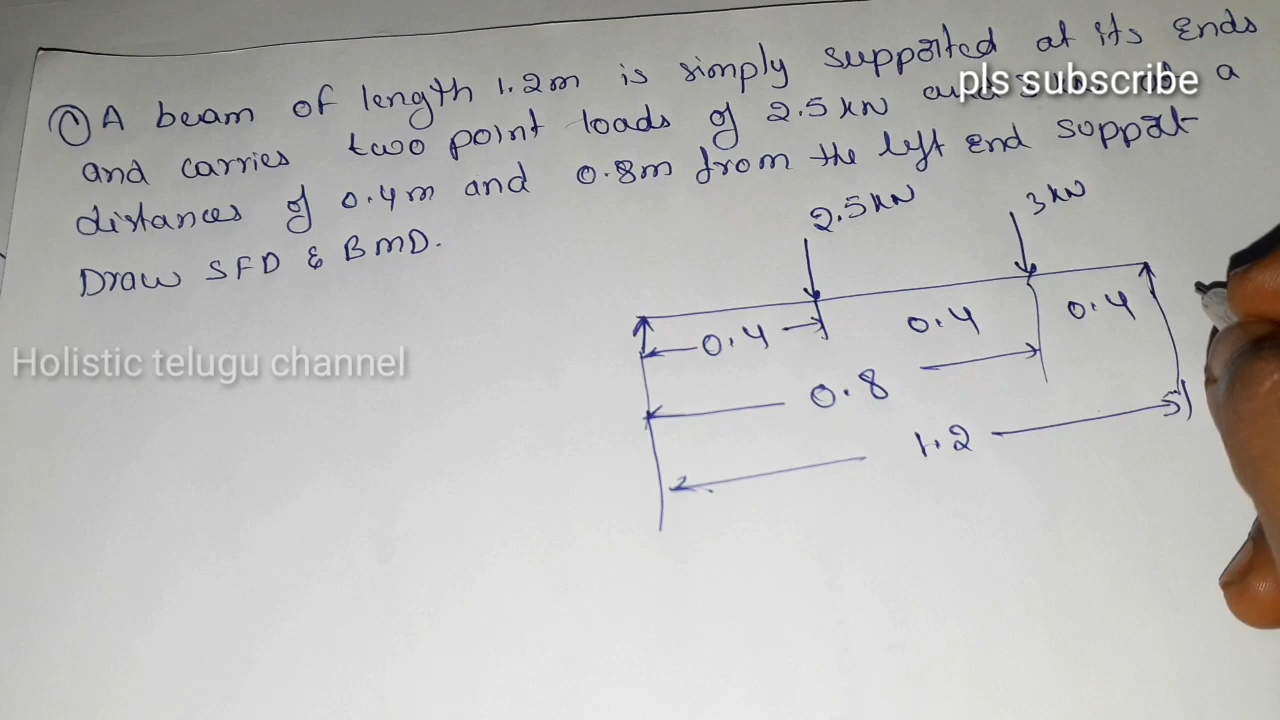 ① A beam of length 1.2m is simply supported at its ends
and carries two point loads of 2.5 KN a
distances of 0.4m and 0.8m from the left end support
Draw SFD & BMD.
pls subscribe
Holistic telugu channel
2.5KN
3KN
0.4
0.4
0.4
0.8
1.2